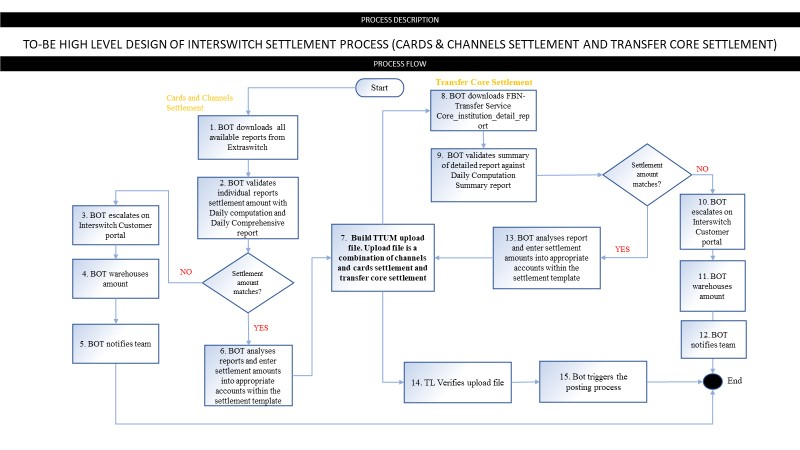 PROCESS DESCRIPTION
TO-BE HIGH LEVEL DESIGN OF INTERSWITCH SETTLEMENT PROCESS (CARDS & CHANNELS SETTLEMENT AND TRANSFER CORE SETTLEMENT)
PROCESS FLOW
Start
Cards and Channels
Settlement
1. BOT downloads all
available reports from
Extraswitch
2. BOT validates
individual reports
settlement amount with
Daily computation and
Daily Comprehensive
report
Settlement
amount
matches?
NO
3. BOT escalates on
Interswitch Customer
portal
4. BOT warehouses
amount
5. BOT notifies team
YES
6. BOT analyses
reports and enter
settlement amounts
into appropriate
accounts within the
settlement template
7. Build TTUM upload
file. Upload file is a
combination of channels
and cards settlement and
transfer core settlement
Transfer Core Settlement
8. BOT downloads FBN-
Transfer Service
Core_institution_detail_rep
ort
9. BOT validates summary
of detailed report against
Daily Computation
Summary report
Settlement
amount
matches?
NO
10. BOT
escalates on
Interswitch
Customer
portal
11. BOT
warehouses
amount
12. BOT
notifies team
YES
13. BOT analyses report
and enter settlement
amounts into appropriate
accounts within the
settlement template
14. TL Verifies upload file
15. Bot triggers the
posting process
End